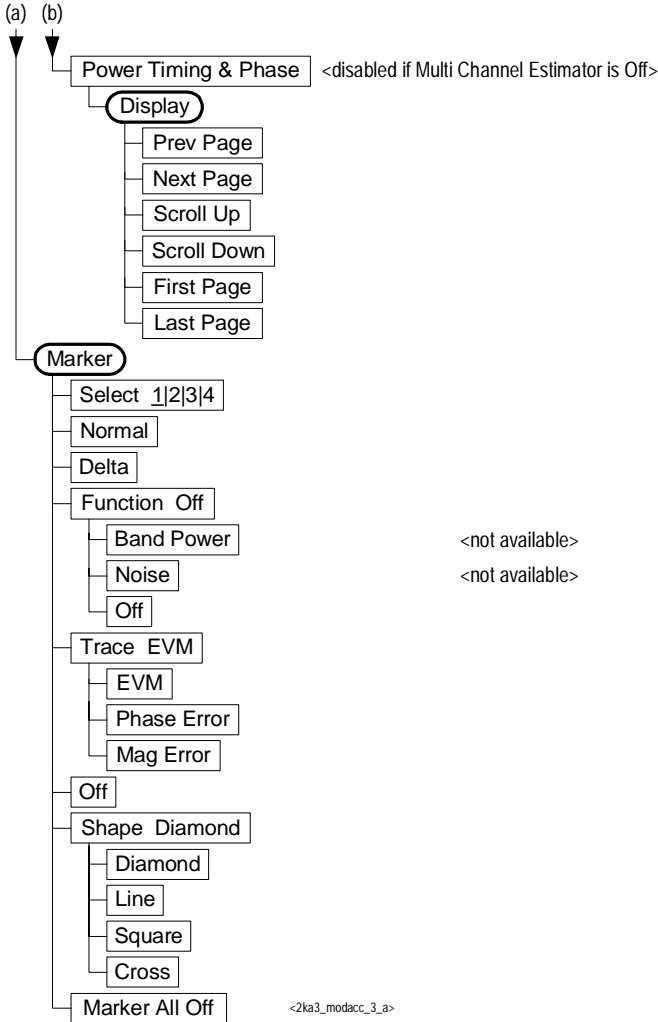 (a) (b)
Power Timing & Phase <disabled if Multi Channel Estimator is Off>
Display
Prev Page
Next Page
Scroll Up
Scroll Down
First Page
Last Page
Marker
Select 1|2|3|4
Normal
Delta
Function Off
Band Power <not available>
Noise <not available>
Off
Trace EVM
EVM
Phase Error
Mag Error
Off
Shape Diamond
Diamond
Line
Square
Cross
Marker All Off <2ka3_modacc_3_a>